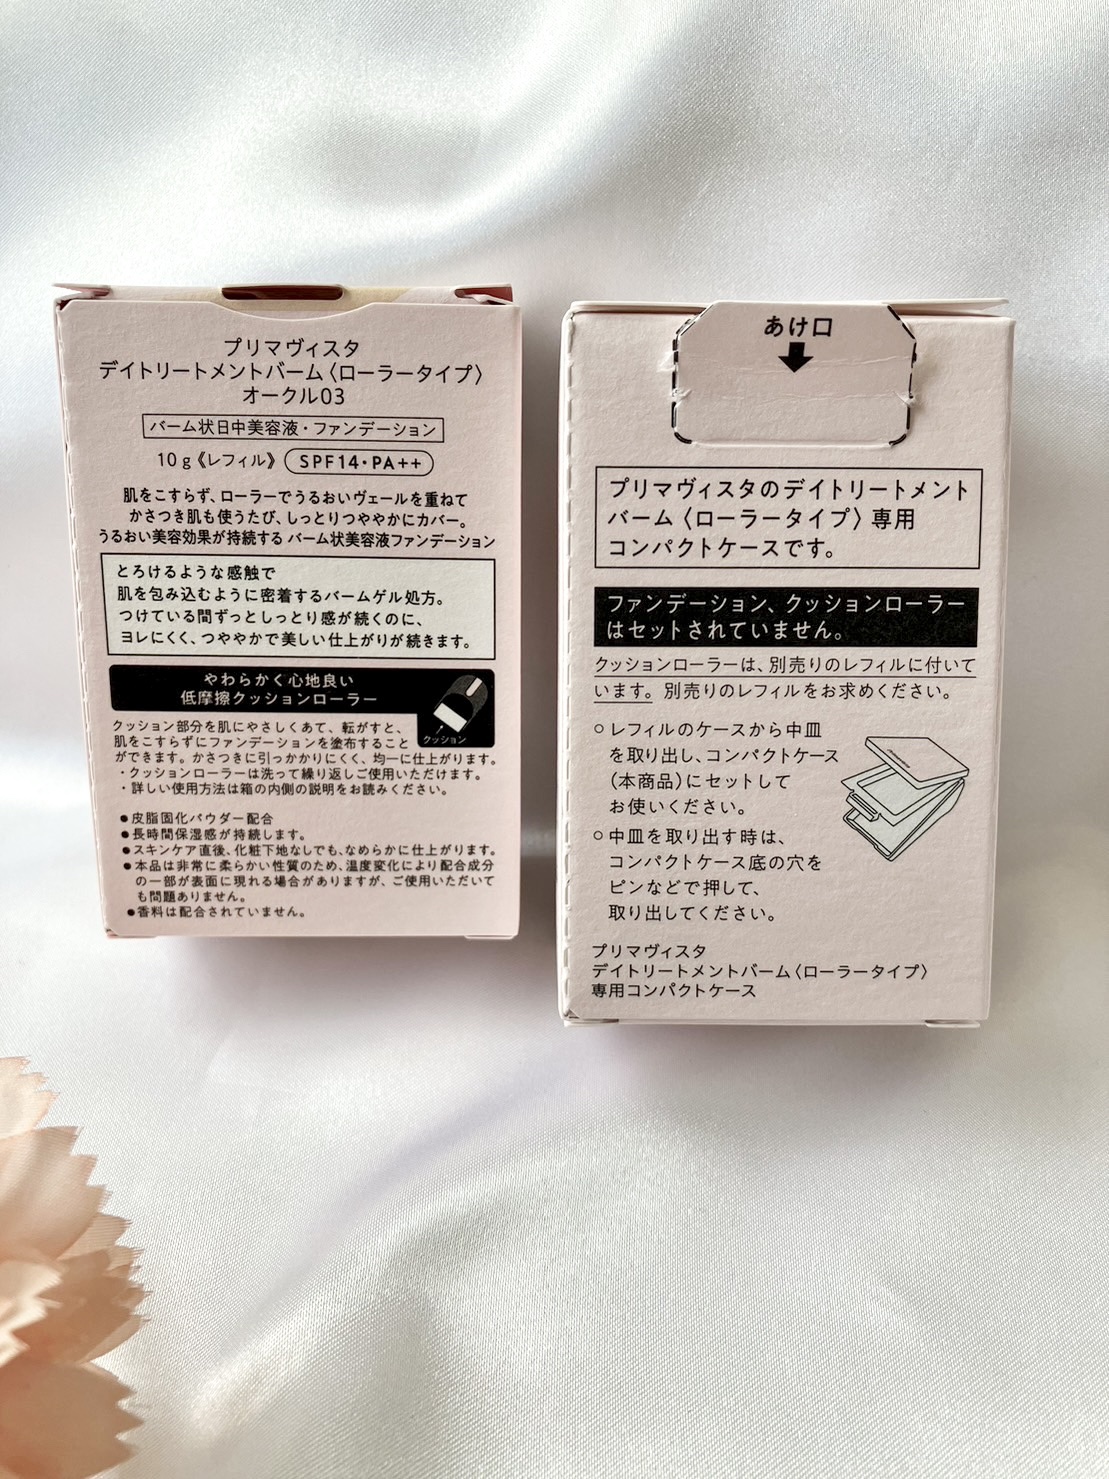 プリマヴィスタ
デイトリートメントバーム〈ローラータイプ〉
オークル03
バーム状日中美容液・ファンデーション
10g《レフィル》 SPF14・PA++
肌をこすらず、ローラーでうるおいヴェールを重ねて
かさつき肌も使うたび、しっとりつややかにカバー。
うるおい美容効果が持続する バーム状美容液ファンデーション
とろけるような感触で
肌を包み込むように密着するバームゲル処方。
つけている間ずっとしっとり感が続くのに、
ヨレにくく、つややかで美しい仕上がりが続きます。
やわらかく心地良い
低摩擦クッションローラー
クッション
クッション部分を肌にやさしくあて、転がすと、
肌をこすらずにファンデーションを塗布すること
ができます。かさつきに引っかかりにくく、均一に仕上がります。
・クッションローラーは洗って繰り返しご使用いただけます。
・詳しい使用方法は箱の内側の説明をお読みください。
●皮脂固化パウダー配合
●長時間保湿感が持続します。
●スキンケア直後、化粧下地なしでも、なめらかに仕上がります。
●本品は非常に柔らかい性質のため、温度変化により配合成分
の一部が表面に現れる場合がありますが、ご使用いただいて
も問題ありません。
●香料は配合されていません。
あけ口
プリマヴィスタのデイトリートメント
バーム〈ローラータイプ〉専用
コンパクトケースです。
ファンデーション、クッションローラー
はセットされていません。
クッションローラーは、別売りのレフィルに付いて
います。別売りのレフィルをお求めください。
○レフィルのケースから中皿
を取り出し、コンパクトケース
(本商品)にセットして
お使いください。
○中皿を取り出す時は、
コンパクトケース底の穴を
ピンなどで押して、
取り出してください。
プリマヴィスタ
デイトリートメントバーム〈ローラータイプ〉
専用コンパクトケース